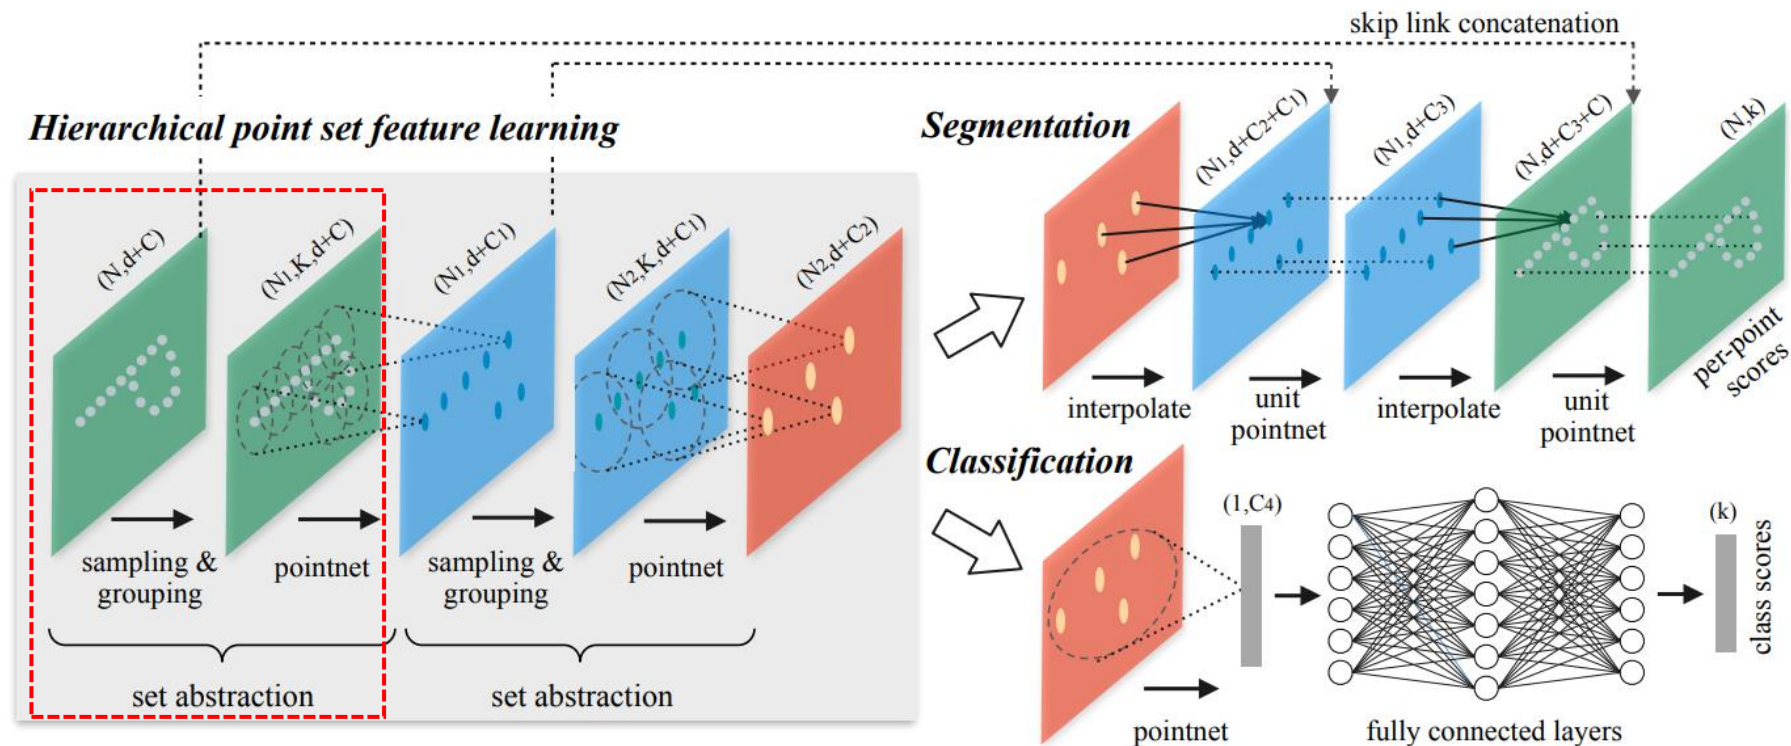 skip link concatenation
Hierarchical point set feature learning
(N,d+C)
(N1,K,d+C)
(N1,d+C1)
(N2,K,d+C1)
(N2,d+C2)
sampling &
grouping
pointnet
sampling &
grouping
pointnet
set abstraction
set abstraction
Segmentation
(N1,d+C2+C1)
(N1,d+C3)
(N,d+C3+C)
(N,k)
interpolate
unit
pointnet
interpolate
unit
pointnet
per-point
scores
Classification
(1,C4)
(k)
class scores
pointnet
fully connected layers